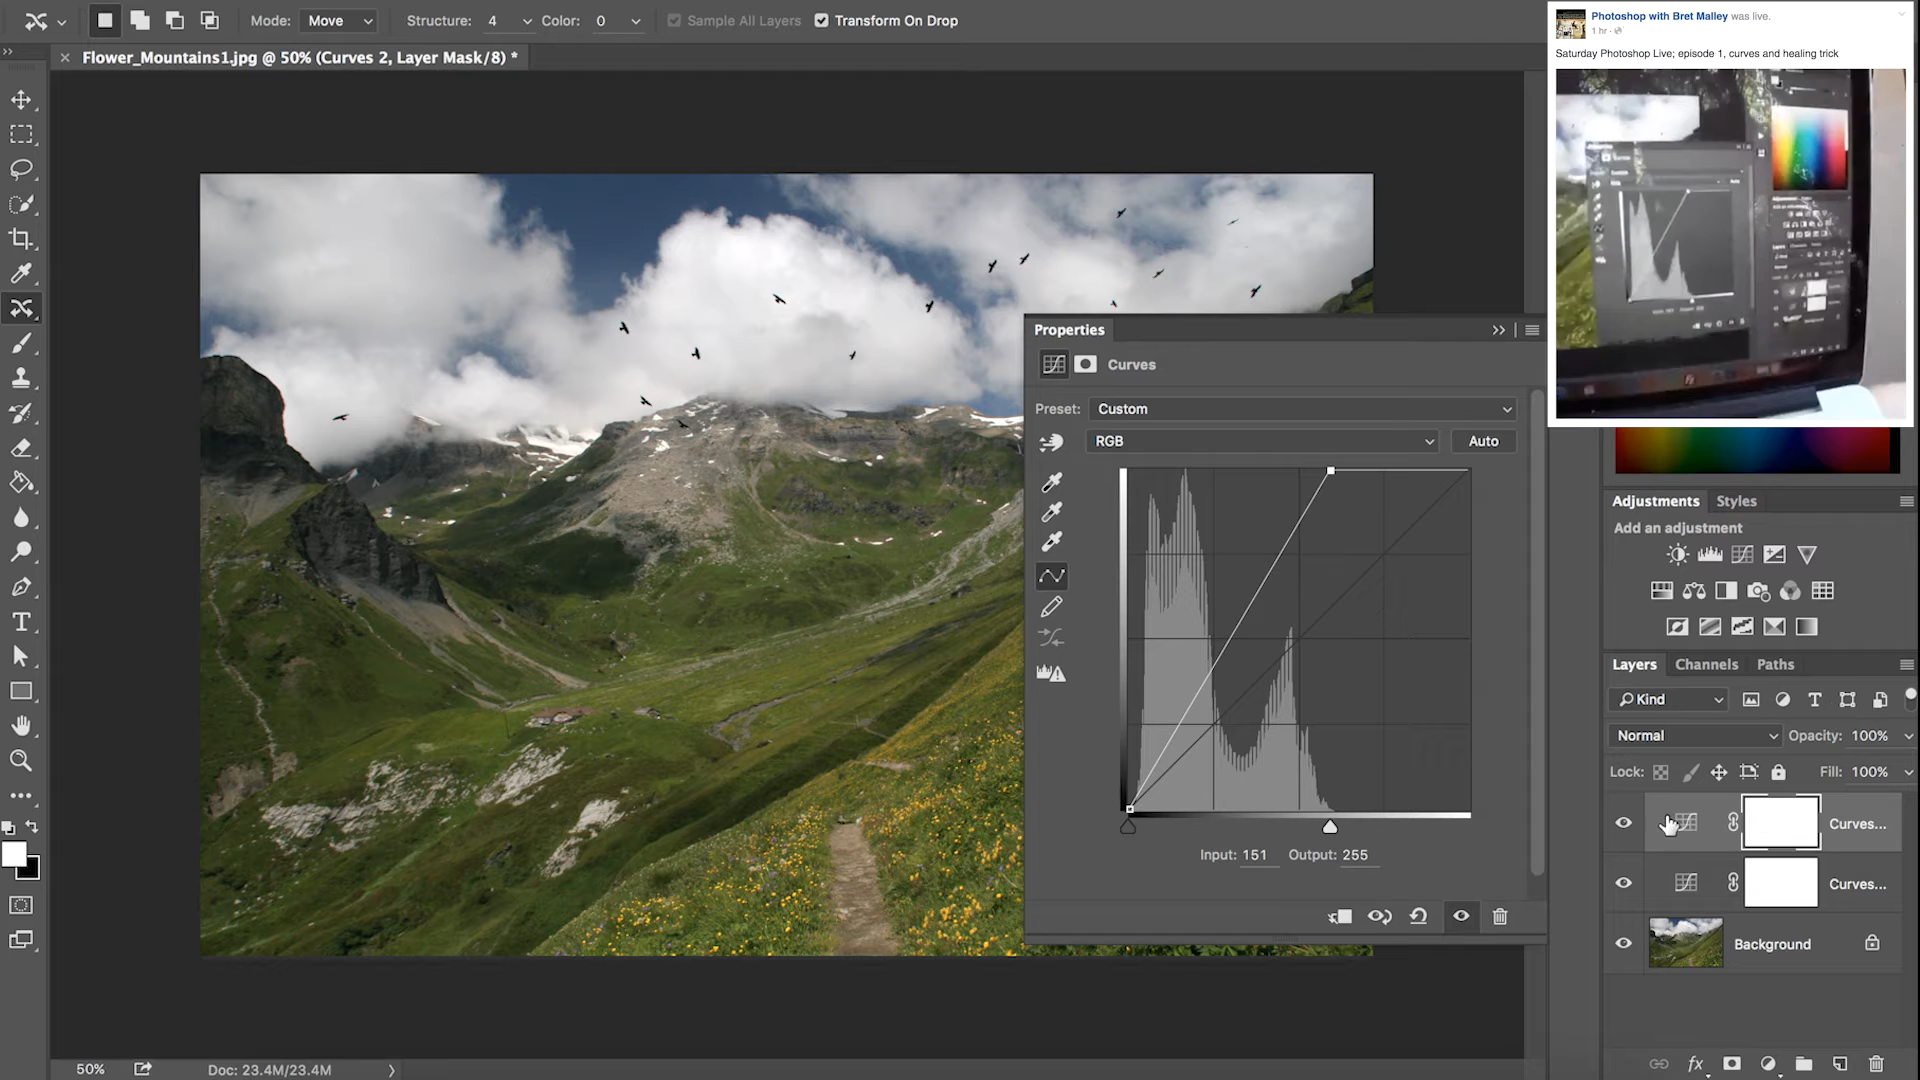 Mode: Move Structure: 4 Color: 0 Sample All Layers Transform On Drop
Flower_Mountains1.jpg @ 50% (Curves 2, Layer Mask/8) *
Photoshop with Bret Malley was live.
1 hr
Saturday Photoshop Live; episode 1, curves and healing trick
Properties
Curves
Preset: Custom
RGB Auto
Input: 151 Output: 255
Adjustments Styles
Add an adjustment
Layers Channels Paths
Kind
Normal Opacity: 100%
Lock: Fill: 100%
Curves...
Curves...
Background
fx
50% Doc: 23.4M/23.4M